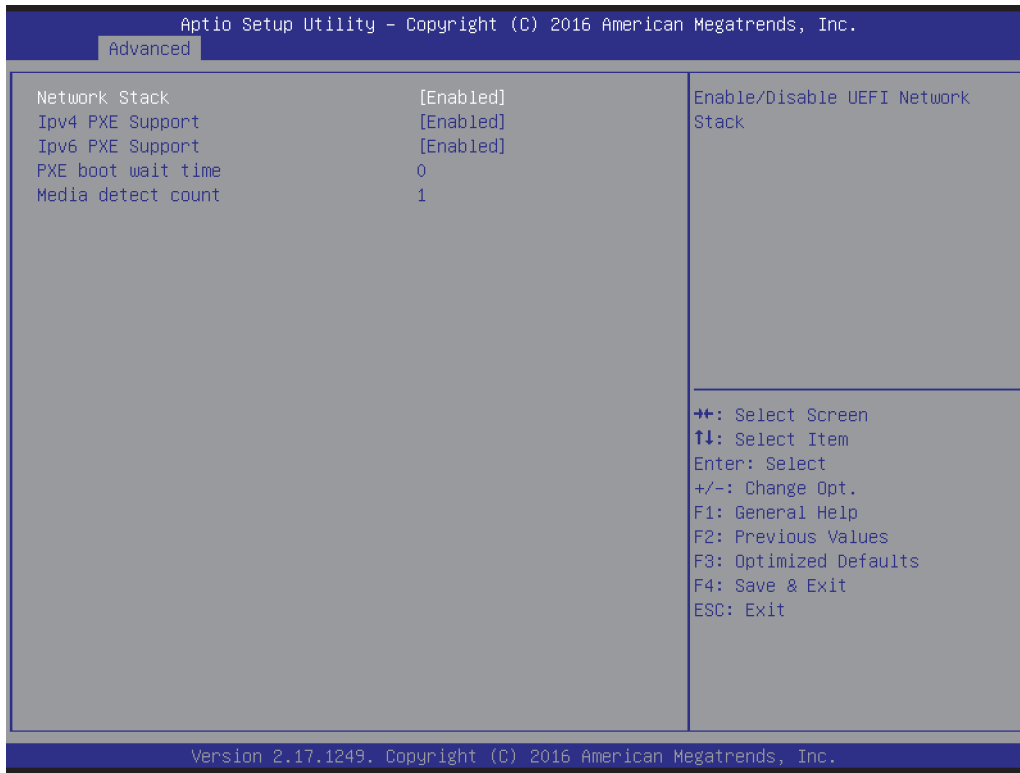 Aptio Setup Utility – Copyright (C) 2016 American Megatrends, Inc.
Advanced
Network Stack [Enabled]
Ipv4 PXE Support [Enabled]
Ipv6 PXE Support [Enabled]
PXE boot wait time 0
Media detect count 1
Enable/Disable UEFI Network
Stack
→←: Select Screen
↑↓: Select Item
Enter: Select
+/-: Change Opt.
F1: General Help
F2: Previous Values
F3: Optimized Defaults
F4: Save & Exit
ESC: Exit
Version 2.17.1249. Copyright (C) 2016 American Megatrends, Inc.